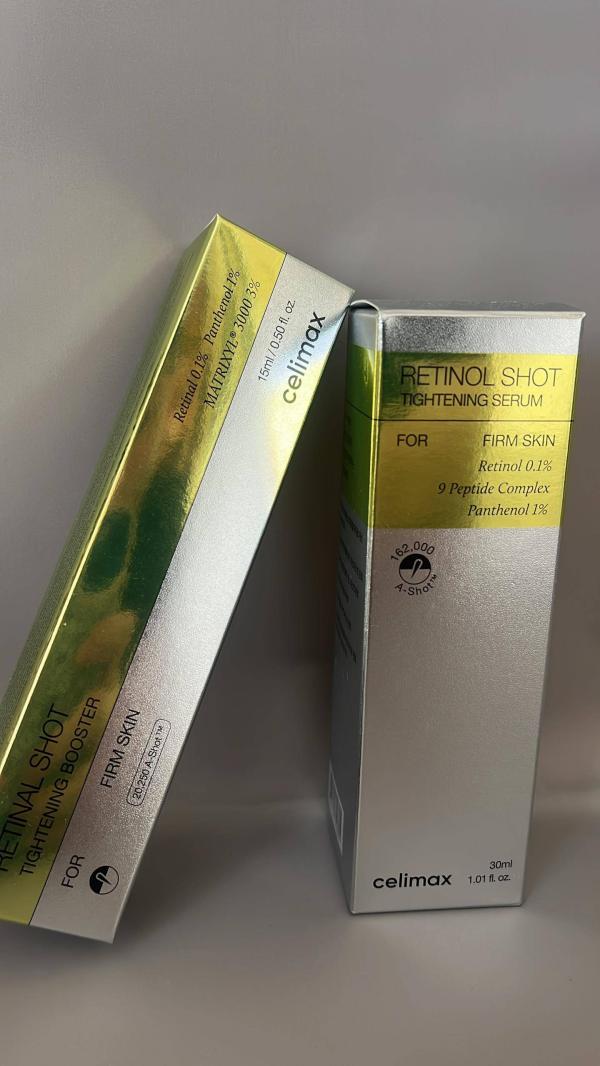 RETINAL SHOT
TIGHTENING BOOSTER
FOR FIRM SKIN
20,250 A-Shot™
Retinal 0.1% Panthenol 1%
MATRIXYL® 3000 3%
15ml / 0.50 fl. oz.
celimax
RETINOL SHOT
TIGHTENING SERUM
FOR FIRM SKIN
Retinol 0.1%
9 Peptide Complex
Panthenol 1%
162,000
A-Shot™
30ml
celimax 1.01 fl. oz.